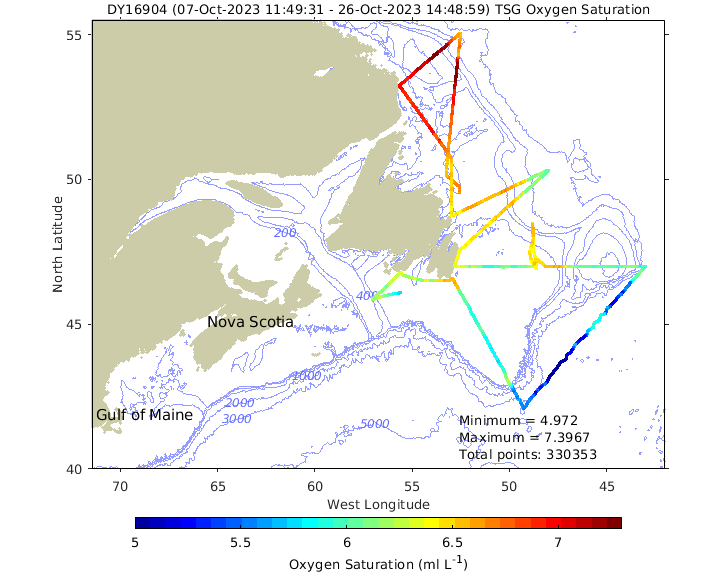 DY16904 (07-Oct-2023 11:49:31 - 26-Oct-2023 14:48:59) TSG Oxygen Saturation
55
50
45
40
North Latitude
200
400
Nova Scotia
1000
2000
3000
5000
Gulf of Maine
Minimum = 4.972
Maximum = 7.3967
Total points: 330353
70 65 60 55 50 45
West Longitude
5 5.5 6 6.5 7
Oxygen Saturation (ml L⁻¹)